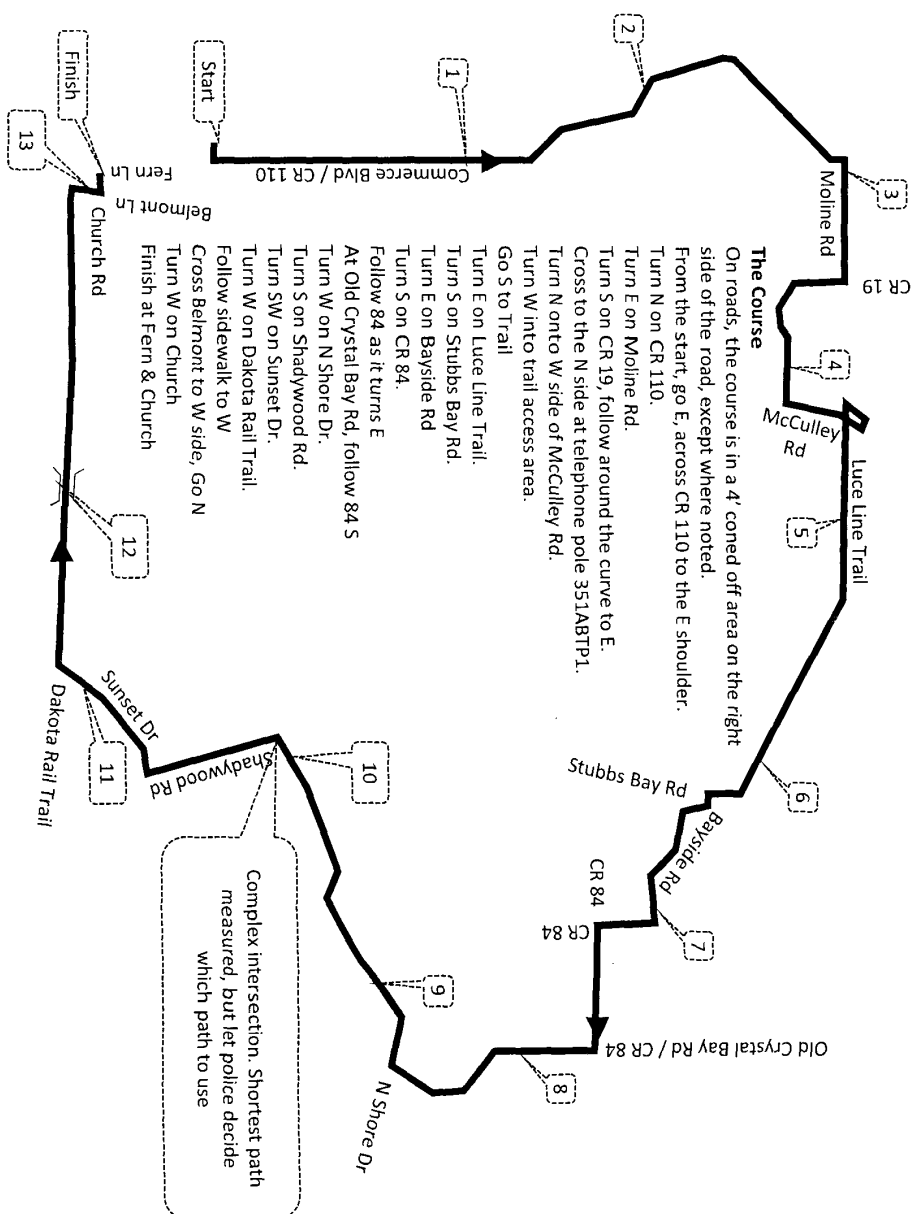 Start
1
Commerce Blvd / CR 110
2
3
Moline Rd
CR 19
4
McCulley
Rd
Luce Line Trail
5
6
Stubbs Bay Rd
Bayside Rd
7
CR 84
CR 84
Old Crystal Bay Rd / CR 84
8
N Shore Dr
9
10
Complex intersection. Shortest path
measured, but let police decide
which path to use
Shadywood Rd
Sunset Dr
11
Dakota Rail Trail
12
Church Rd
Belmont Ln
13
Fern Ln
Finish
The Course
On roads, the course is in a 4' coned off area on the right
side of the road, except where noted.
From the start, go E, across CR 110 to the E shoulder.
Turn N on CR 110.
Turn E on Moline Rd.
Turn S on CR 19, follow around the curve to E.
Cross to the N side at telephone pole 351ABTP1.
Turn N onto W side of McCulley Rd.
Turn W into trail access area.
Go S to Trail
Turn E on Luce Line Trail.
Turn S on Stubbs Bay Rd.
Turn E on Bayside Rd
Turn S on CR 84.
Follow 84 as it turns E
At Old Crystal Bay Rd, follow 84 S
Turn W on N Shore Dr.
Turn S on Shadywood Rd.
Turn SW on Sunset Dr.
Turn W on Dakota Rail Trail.
Follow sidewalk to W
Cross Belmont to W side, Go N
Turn W on Church
Finish at Fern & Church